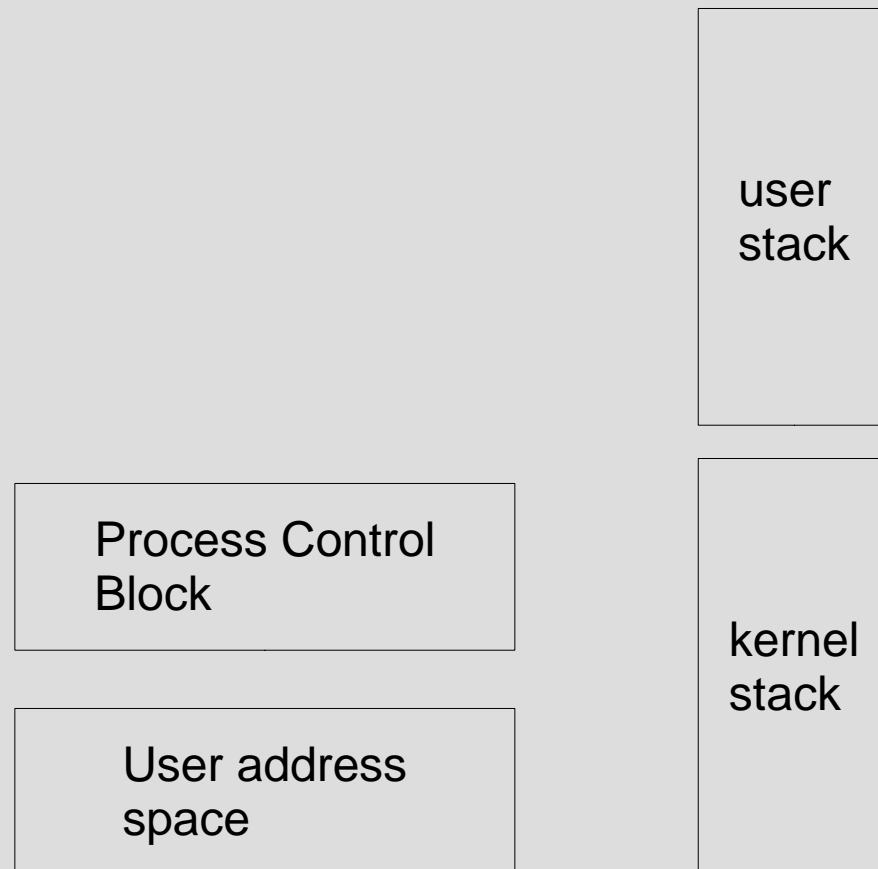 user
stack
Process Control
Block
kernel
stack
User address
space